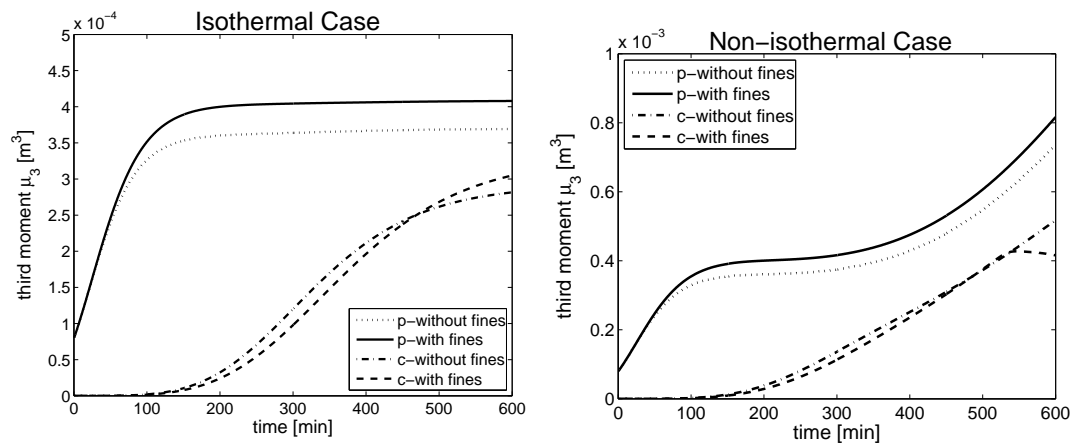 Isothermal Case
x 10⁻⁴
5
4.5
4
3.5
3
2.5
2
1.5
1
0.5
0
third moment μ₃ [m³]
p−without fines
p−with fines
c−without fines
c−with fines
0 100 200 300 400 500 600
time [min]
Non−isothermal Case
x 10⁻³
1
0.8
0.6
0.4
0.2
0
third moment μ₃ [m³]
p−without fines
p−with fines
c−without fines
c−with fines
0 100 200 300 400 500 600
time [min]